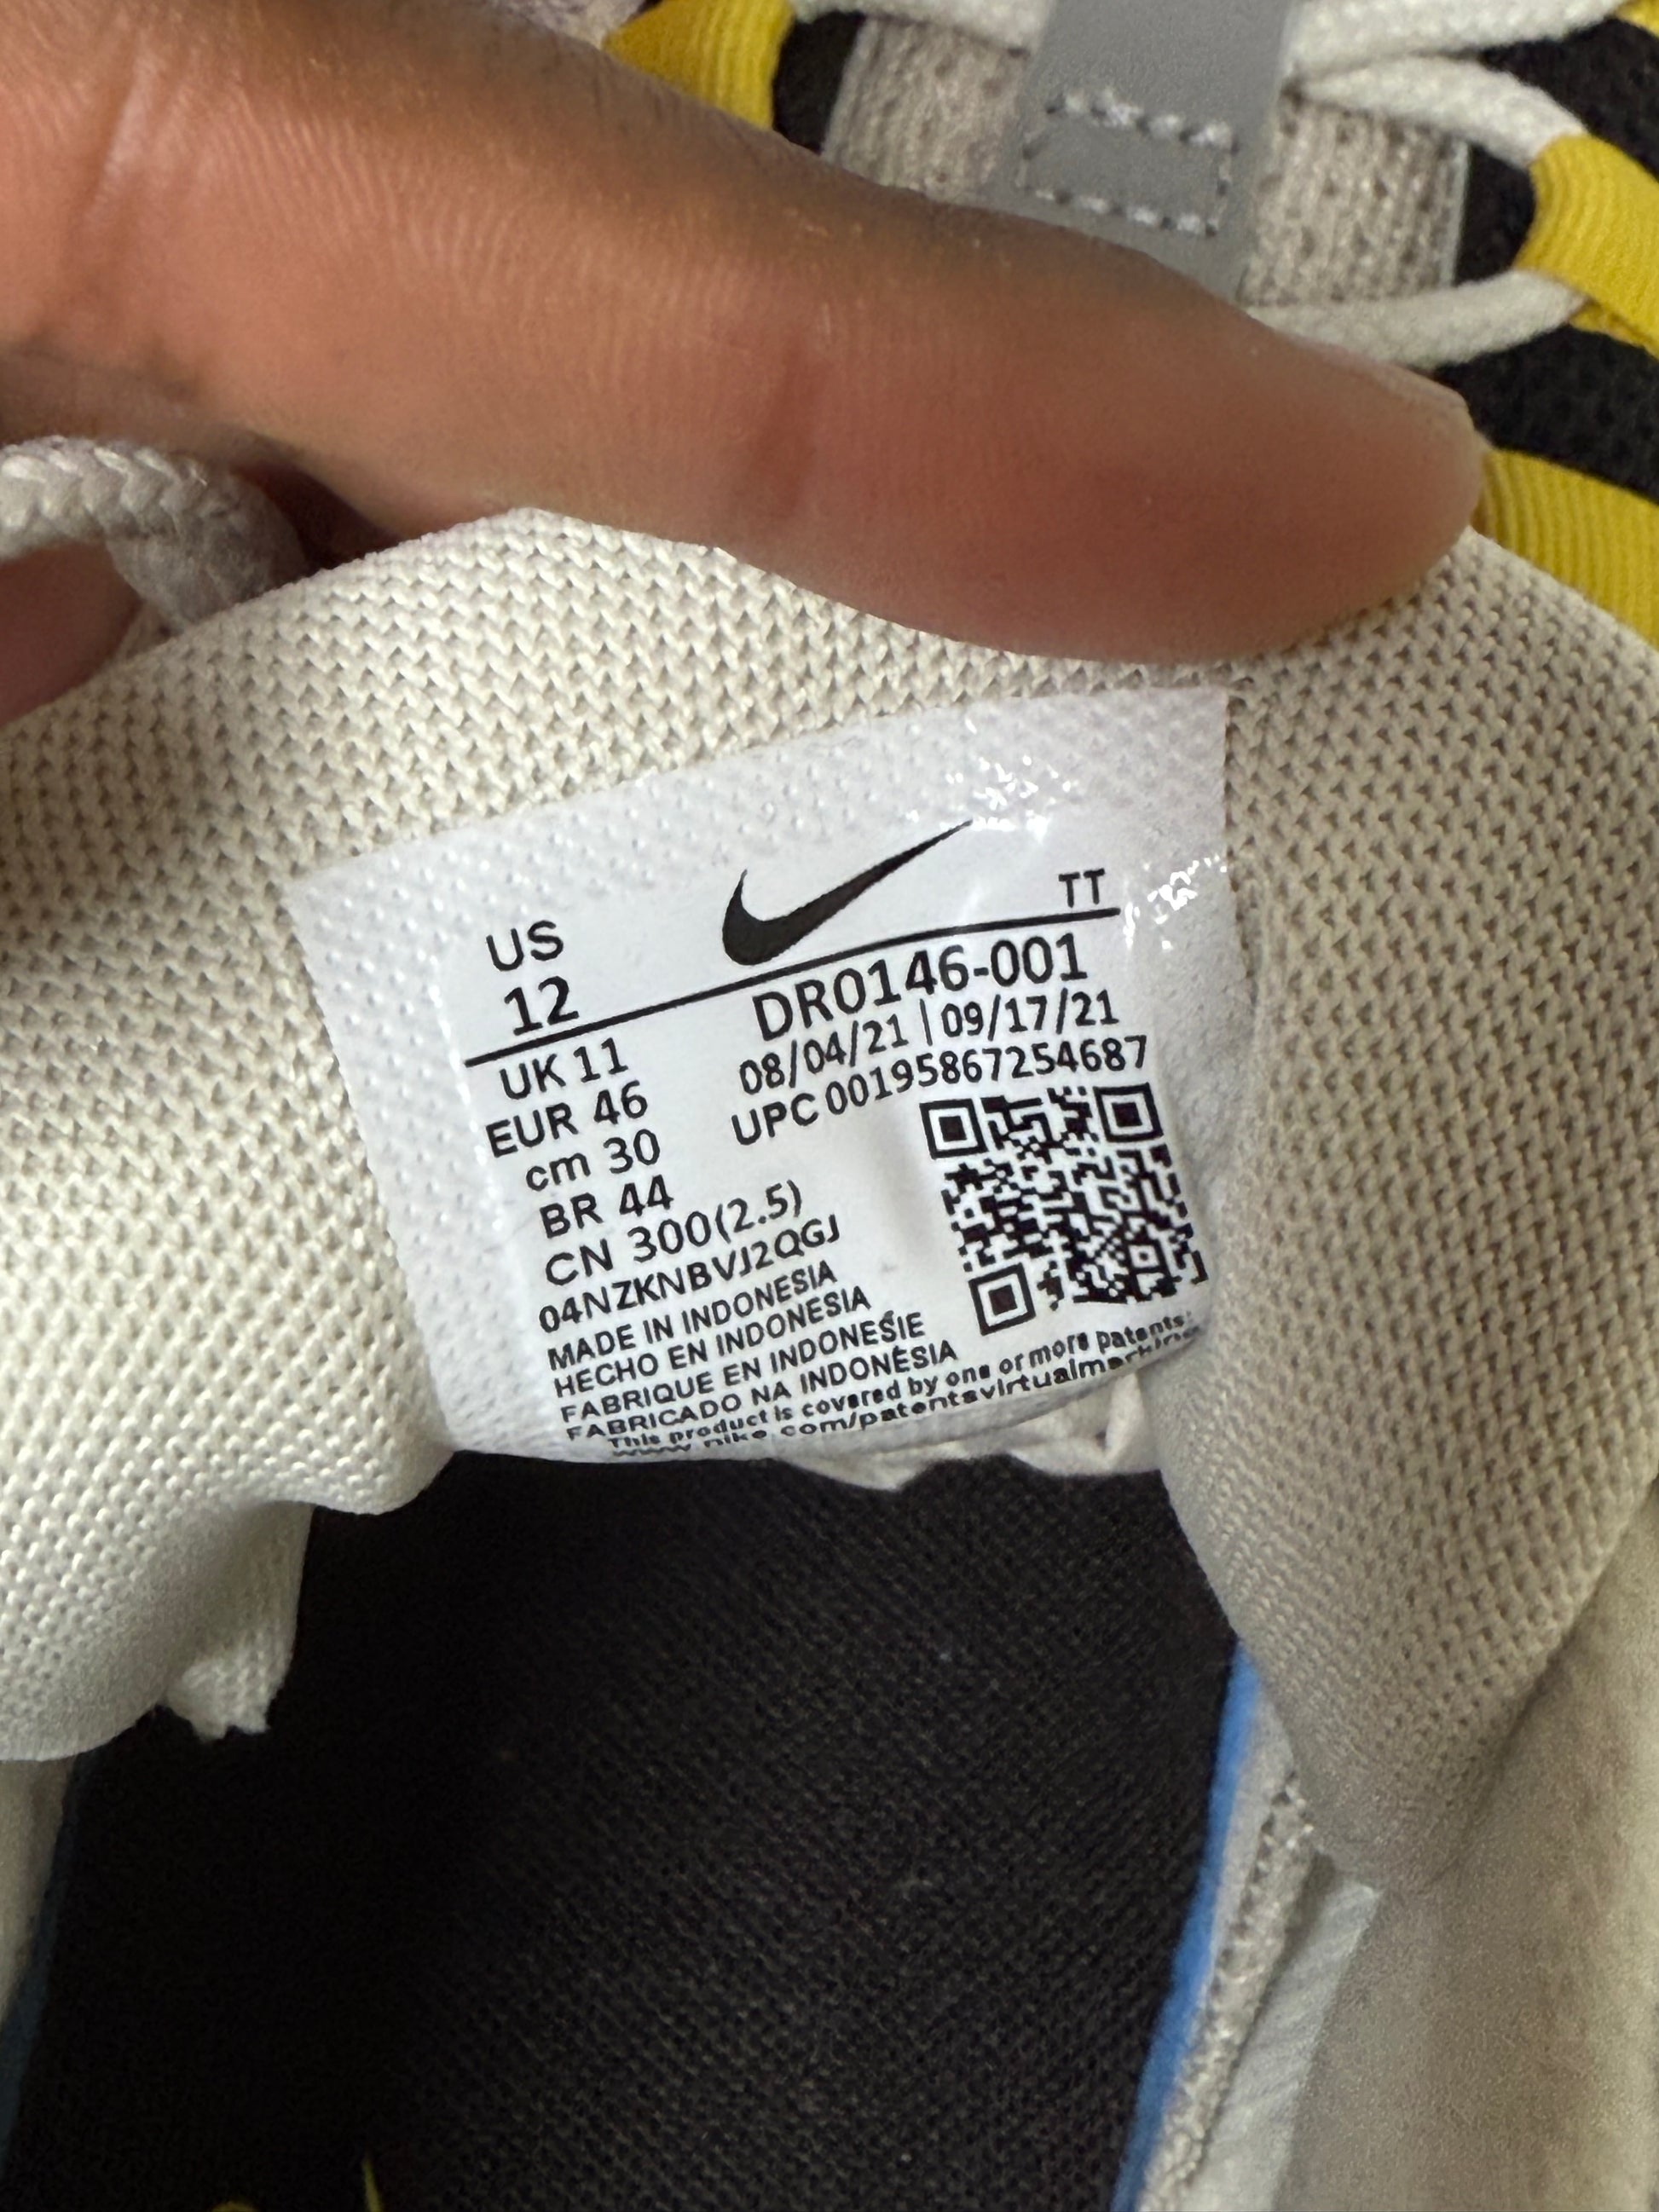 US
12
TT
DR0146-001
08/04/21 | 09/17/21
UPC 00195867254687
UK 11
EUR 46
cm 30
BR 44
CN 300(2.5)
04NZKNBVJ2QGJ
MADE IN INDONESIA
HECHO EN INDONESIA
FABRIQUE EN INDONESIE
FABRICADO NA INDONÉSIA
This product is covered by one or more patents:
www.nike.com/patentsvirtualmarking